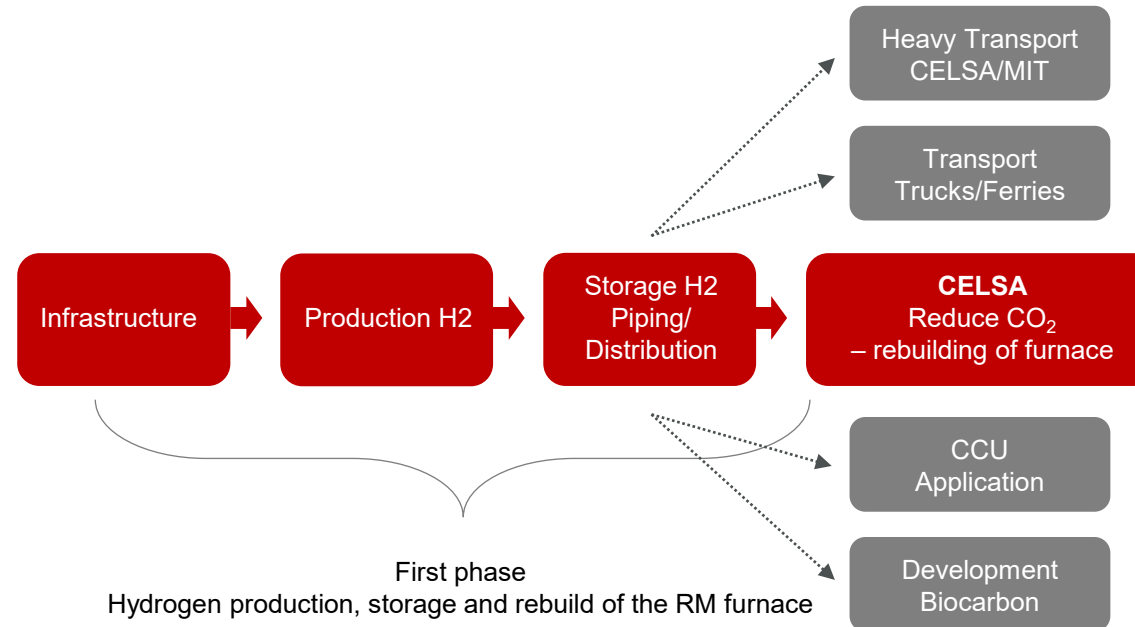 Heavy Transport
CELSA/MIT
Transport
Trucks/Ferries
Infrastructure
Production H2
Storage H2
Piping/
Distribution
CELSA
Reduce CO₂
– rebuilding of furnace
CCU
Application
Development
Biocarbon
First phase
Hydrogen production, storage and rebuild of the RM furnace